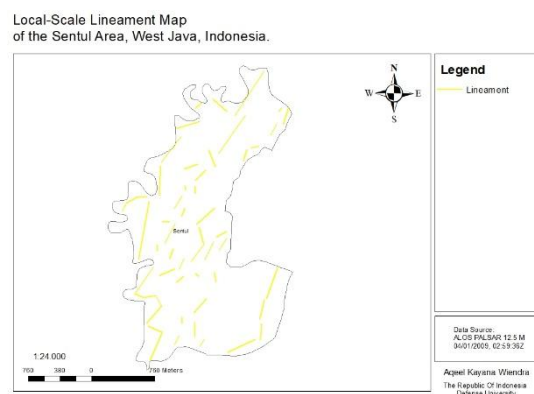 Local-Scale Lineament Map
of the Sentul Area, West Java, Indonesia.
N
W E
S
Legend
Lineament
Sentul
1:24.000
760 380 0 760 Meters
Data Source:
ALOS PALSAR 12.5 M
04/01/2009, 02:59:36Z
Aqeel Kayana Wiendra
The Republic Of Indonesia
Defense University